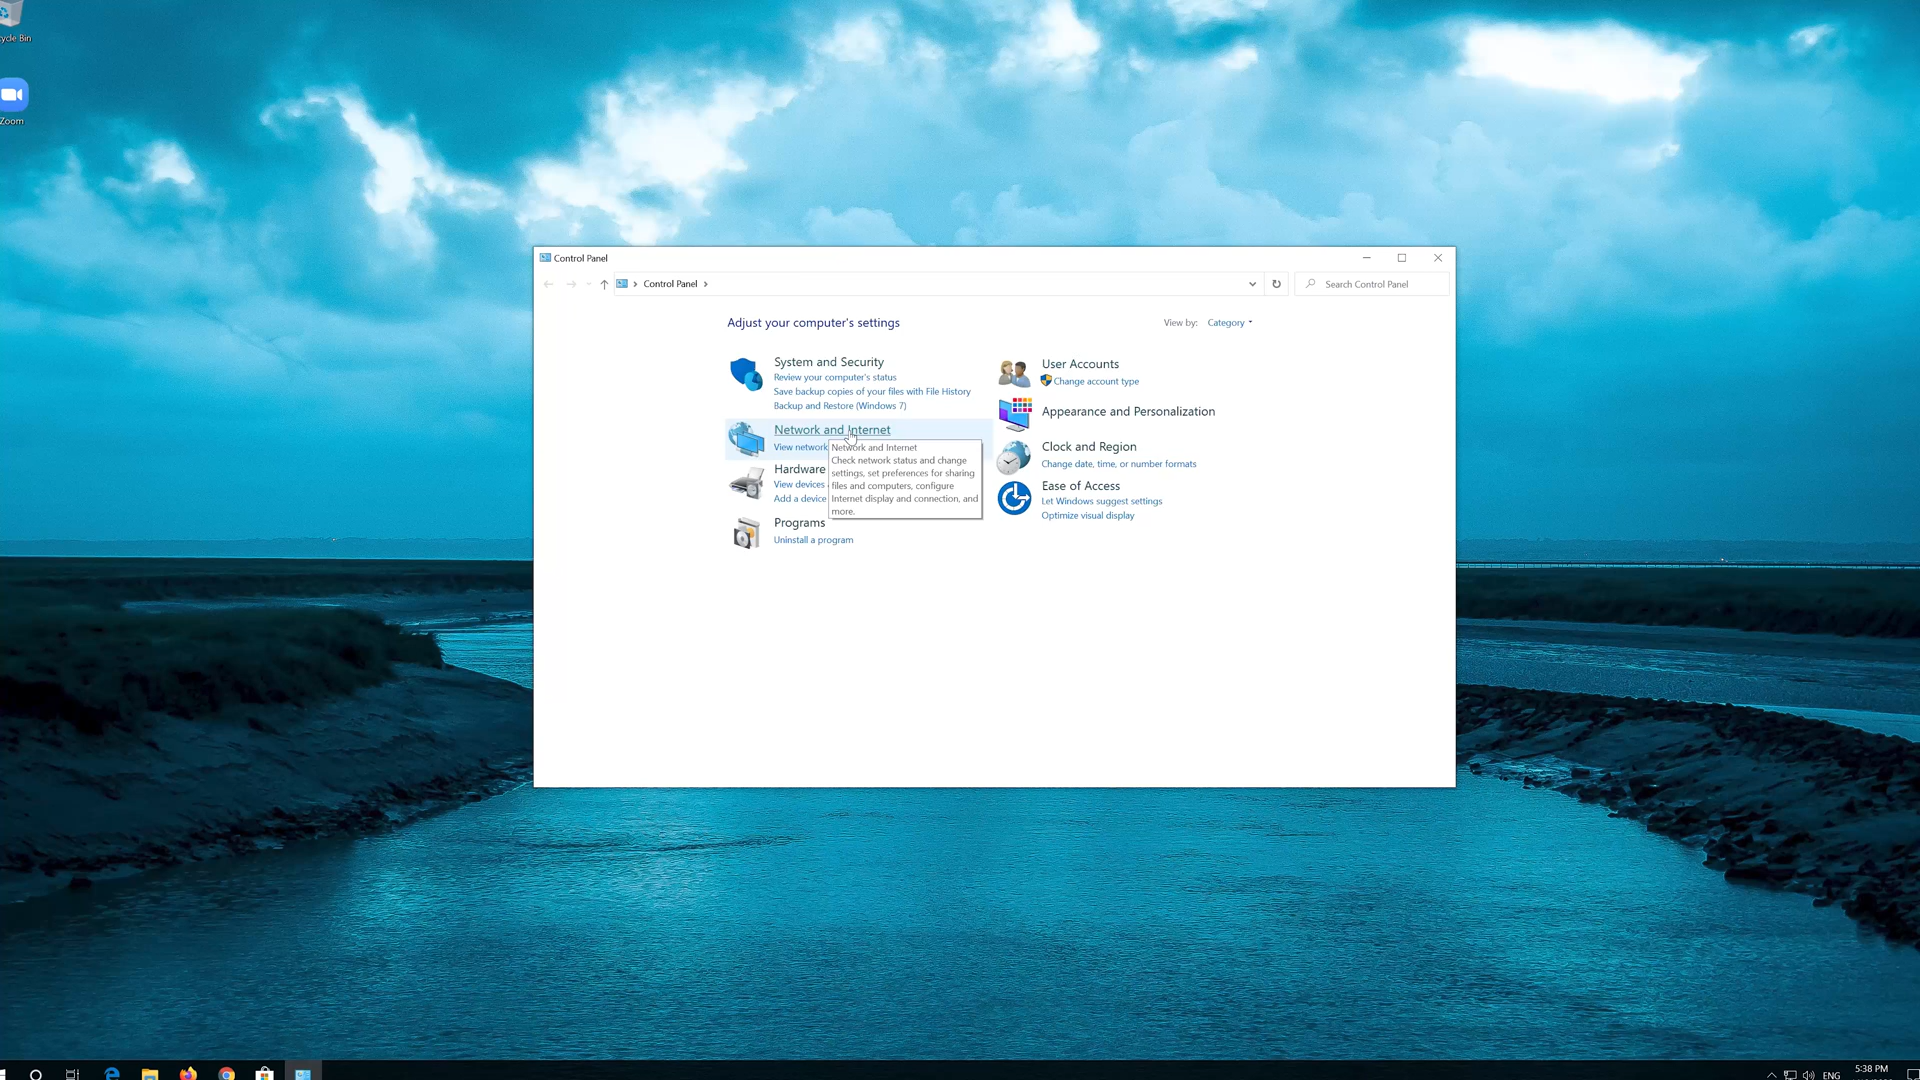 ycle Bin
Zoom
Control Panel
Control Panel
Search Control Panel
Adjust your computer's settings
View by: Category
System and Security
Review your computer's status
Save backup copies of your files with File History
Backup and Restore (Windows 7)
Network and Internet
View network
Network and Internet
Check network status and change
settings, set preferences for sharing
files and computers, configure
Internet display and connection, and
more.
Hardware
View devices
Add a device
Programs
Uninstall a program
User Accounts
Change account type
Appearance and Personalization
Clock and Region
Change date, time, or number formats
Ease of Access
Let Windows suggest settings
Optimize visual display
ENG
5:38 PM